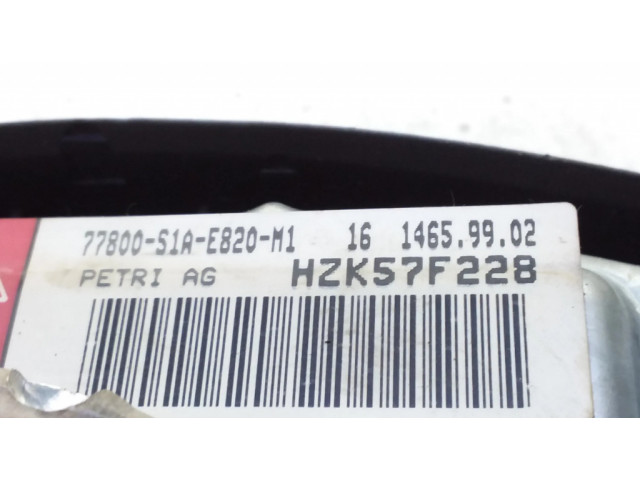 77800-S1A-E820-M1 16 1465.99.02
PETRI AG HZK57F228